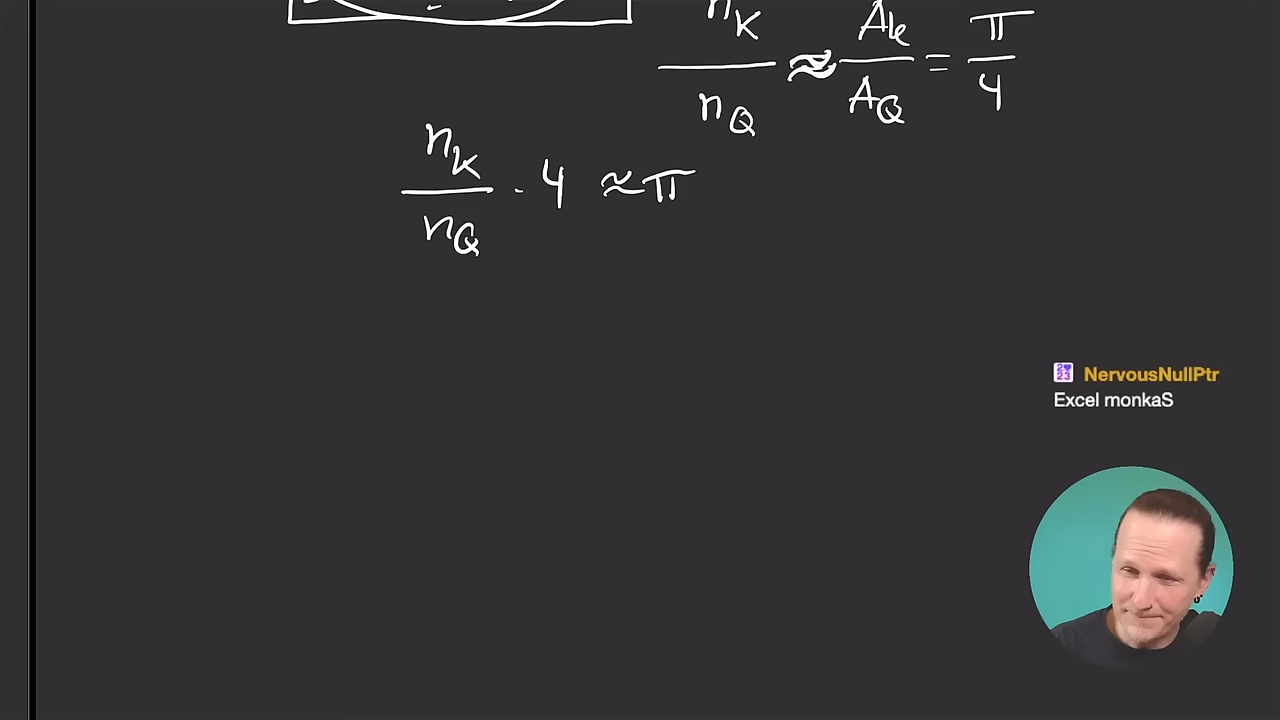 n_K / n_Q ≈ A_k / A_Q = π / 4
n_K / n_Q · 4 ≈ π
NervousNullPtr
Excel monkaS